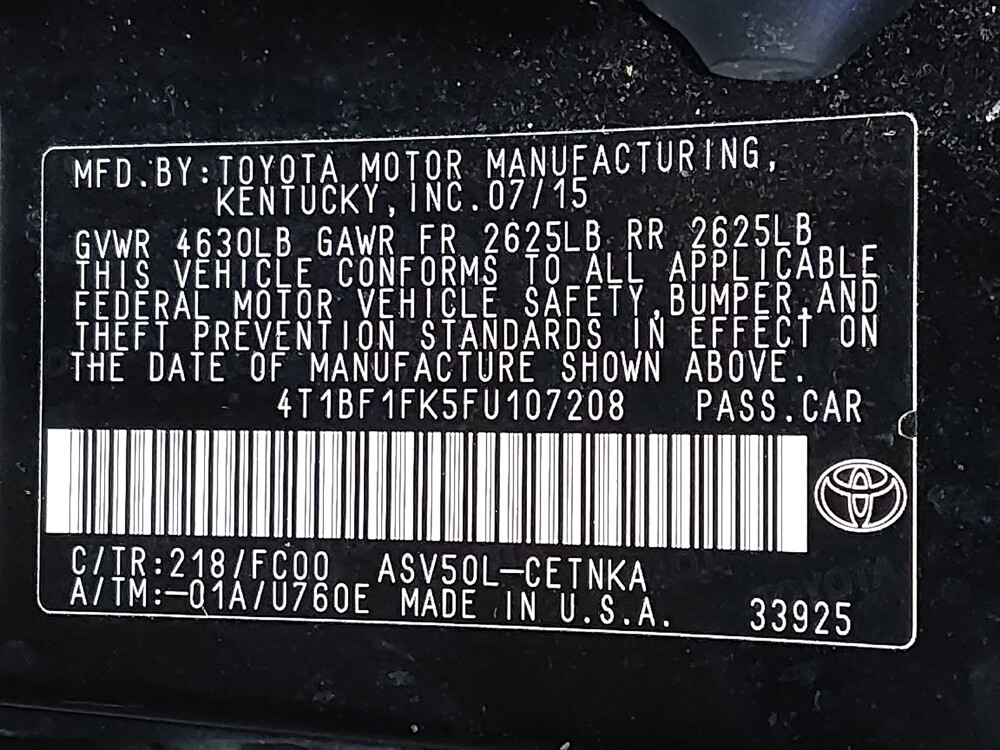 MFD.BY:TOYOTA MOTOR MANUFACTURING,
KENTUCKY,INC.07/15
GVWR 4630LB GAWR FR 2625LB RR 2625LB
THIS VEHICLE CONFORMS TO ALL APPLICABLE
FEDERAL MOTOR VEHICLE SAFETY,BUMPER,AND
THEFT PREVENTION STANDARDS IN EFFECT ON
THE DATE OF MANUFACTURE SHOWN ABOVE.
4T1BF1FK5FU107208 PASS.CAR
C/TR:218/FC00 ASV50L-CETNKA
A/TM:-01A/U760E MADE IN U.S.A. 33925